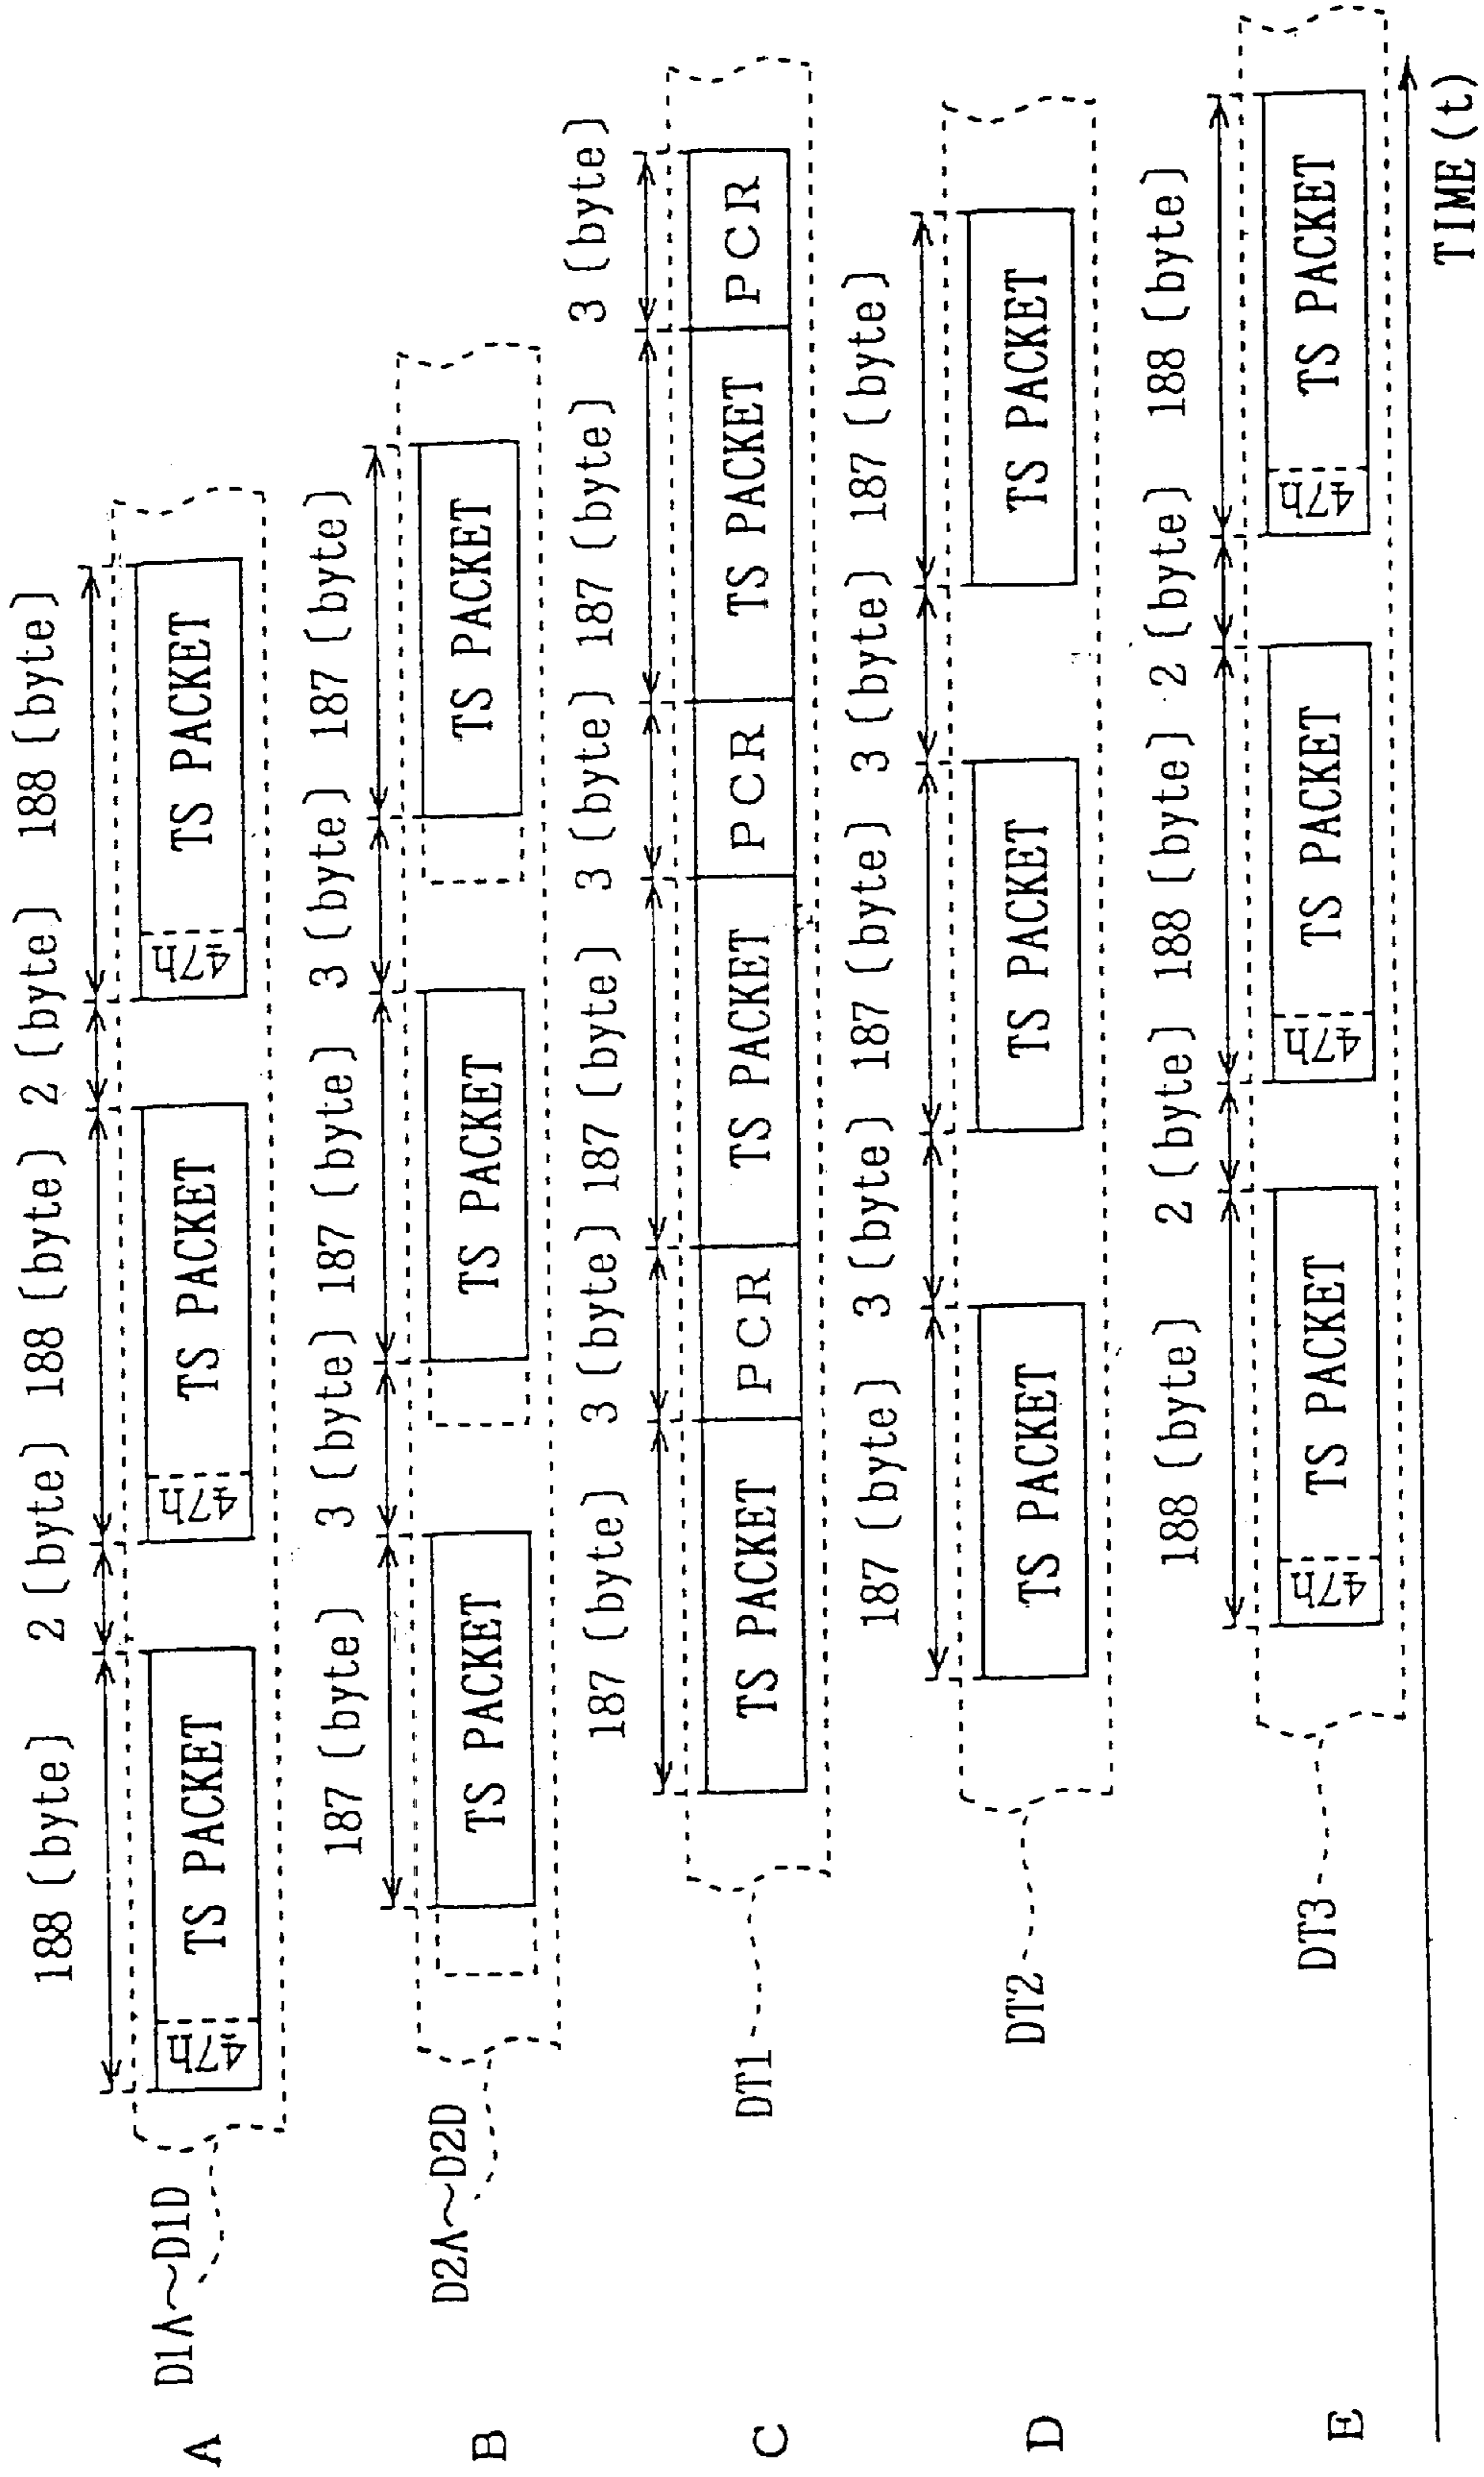 188 (byte) 2 (byte) 188 (byte) 2 (byte) 188 (byte)
A D1A~D1D 47h TS PACKET 47h TS PACKET 47h TS PACKET
187 (byte) 3 (byte) 187 (byte) 3 (byte) 187 (byte)
B D2A~D2D TS PACKET TS PACKET TS PACKET
187 (byte) 3 (byte) 187 (byte) 3 (byte) 187 (byte) 3 (byte)
C DT1 TS PACKET PCR TS PACKET PCR TS PACKET PCR
187 (byte) 3 (byte) 187 (byte) 3 (byte) 187 (byte)
D DT2 TS PACKET TS PACKET TS PACKET
188 (byte) 2 (byte) 188 (byte) 2 (byte) 188 (byte)
E DT3 47h TS PACKET 47h TS PACKET 47h TS PACKET
TIME (t)